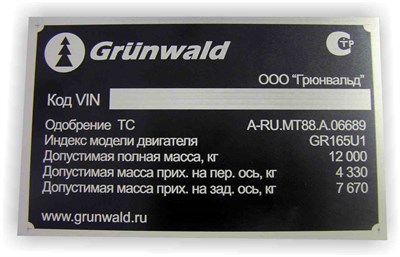 Grünwald
СТР
ООО "Грюнвальд"
Код VIN
Одобрение ТС A-RU.MT88.A.06689
Индекс модели двигателя GR165U1
Допустимая полная масса, кг 12 000
Допустимая масса прих. на пер. ось, кг 4 330
Допустимая масса прих. на зад. ось, кг 7 670
www.grunwald.ru